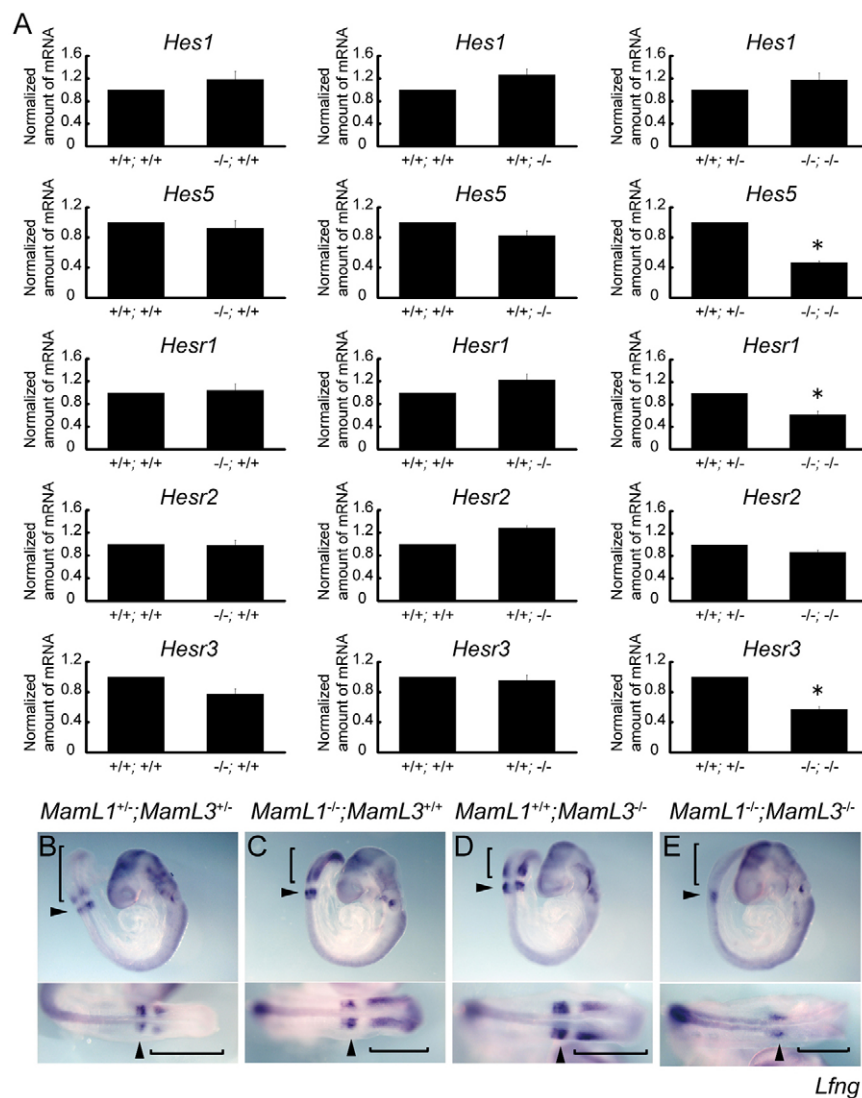 A
Hes1 Hes1 Hes1
Normalized amount of mRNA
1.6
1.2
0.8
0.4
0
+/+; +/+ -/-; +/+
Normalized amount of mRNA
1.6
1.2
0.8
0.4
0
+/+; +/+ +/+; -/-
Normalized amount of mRNA
1.6
1.2
0.8
0.4
0
+/+; +/- -/-; -/-
Hes5 Hes5 Hes5
Normalized amount of mRNA
1.2
0.8
0.4
0
+/+; +/+ -/-; +/+
Normalized amount of mRNA
1.2
0.8
0.4
0
+/+; +/+ +/+; -/-
Normalized amount of mRNA
1.2
0.8
0.4
0
*
+/+; +/- -/-; -/-
Hesr1 Hesr1 Hesr1
Normalized amount of mRNA
1.6
1.2
0.8
0.4
0
+/+; +/+ -/-; +/+
Normalized amount of mRNA
1.6
1.2
0.8
0.4
0
+/+; +/+ +/+; -/-
Normalized amount of mRNA
1.6
1.2
0.8
0.4
0
*
+/+; +/- -/-; -/-
Hesr2 Hesr2 Hesr2
Normalized amount of mRNA
1.6
1.2
0.8
0.4
0
+/+; +/+ -/-; +/+
Normalized amount of mRNA
1.6
1.2
0.8
0.4
0
+/+; +/+ +/+; -/-
Normalized amount of mRNA
1.6
1.2
0.8
0.4
0
+/+; +/- -/-; -/-
Hesr3 Hesr3 Hesr3
Normalized amount of mRNA
1.2
0.8
0.4
0
+/+; +/+ -/-; +/+
Normalized amount of mRNA
1.2
0.8
0.4
0
+/+; +/+ +/+; -/-
Normalized amount of mRNA
1.2
0.8
0.4
0
*
+/+; +/- -/-; -/-
MamL1+/-;MamL3+/- MamL1-/-;MamL3+/+ MamL1+/+;MamL3-/- MamL1-/-;MamL3-/-
B C D E
Lfng